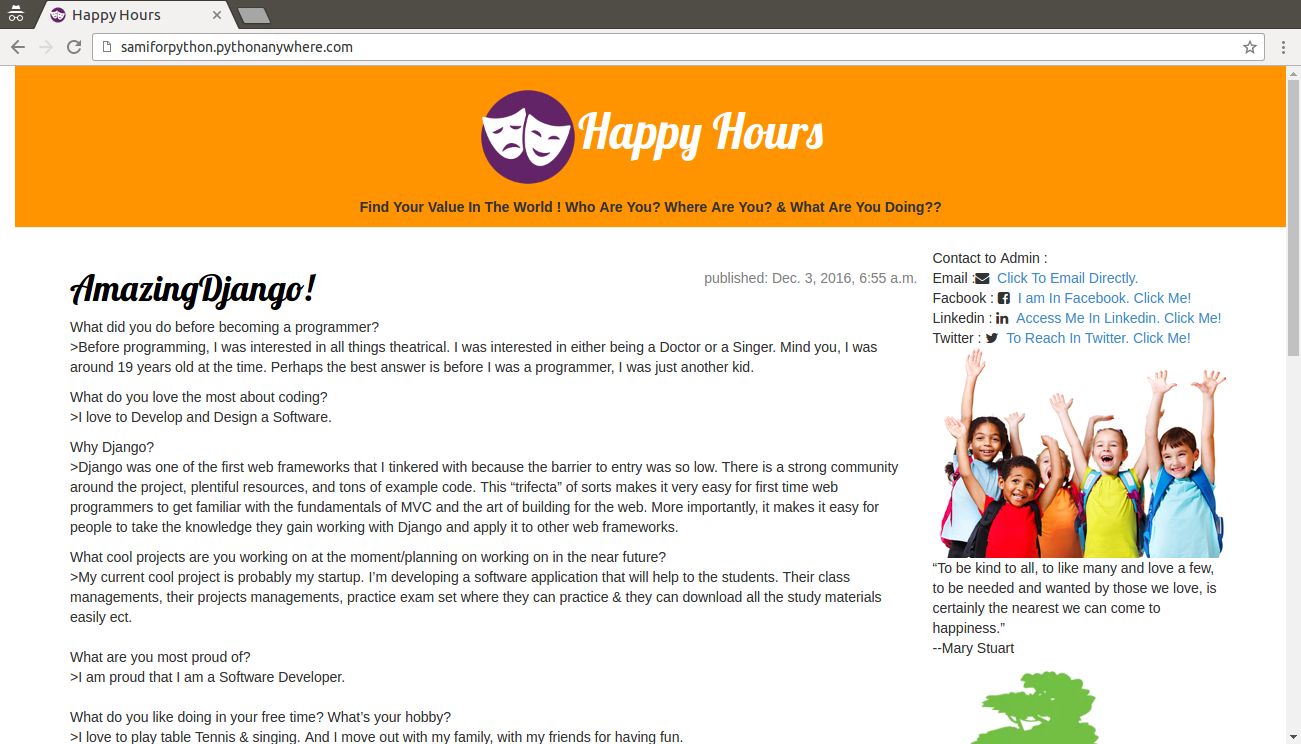 Happy Hours
samiforpython.pythonanywhere.com
Happy Hours
Find Your Value In The World ! Who Are You? Where Are You? & What Are You Doing??
AmazingDjango!
published: Dec. 3, 2016, 6:55 a.m.
What did you do before becoming a programmer?
>Before programming, I was interested in all things theatrical. I was interested in either being a Doctor or a Singer. Mind you, I was
around 19 years old at the time. Perhaps the best answer is before I was a programmer, I was just another kid.
What do you love the most about coding?
>I love to Develop and Design a Software.
Why Django?
>Django was one of the first web frameworks that I tinkered with because the barrier to entry was so low. There is a strong community
around the project, plentiful resources, and tons of example code. This “trifecta” of sorts makes it very easy for first time web
programmers to get familiar with the fundamentals of MVC and the art of building for the web. More importantly, it makes it easy for
people to take the knowledge they gain working with Django and apply it to other web frameworks.
What cool projects are you working on at the moment/planning on working on in the near future?
>My current cool project is probably my startup. I’m developing a software application that will help to the students. Their class
managements, their projects managements, practice exam set where they can practice & they can download all the study materials
easily ect.
What are you most proud of?
>I am proud that I am a Software Developer.
What do you like doing in your free time? What’s your hobby?
>I love to play table Tennis & singing. And I move out with my family, with my friends for having fun.
Contact to Admin :
Email : Click To Email Directly.
Facbook : I am In Facebook. Click Me!
Linkedin : Access Me In Linkedin. Click Me!
Twitter : To Reach In Twitter. Click Me!
“To be kind to all, to like many and love a few,
to be needed and wanted by those we love, is
certainly the nearest we can come to
happiness.”
--Mary Stuart